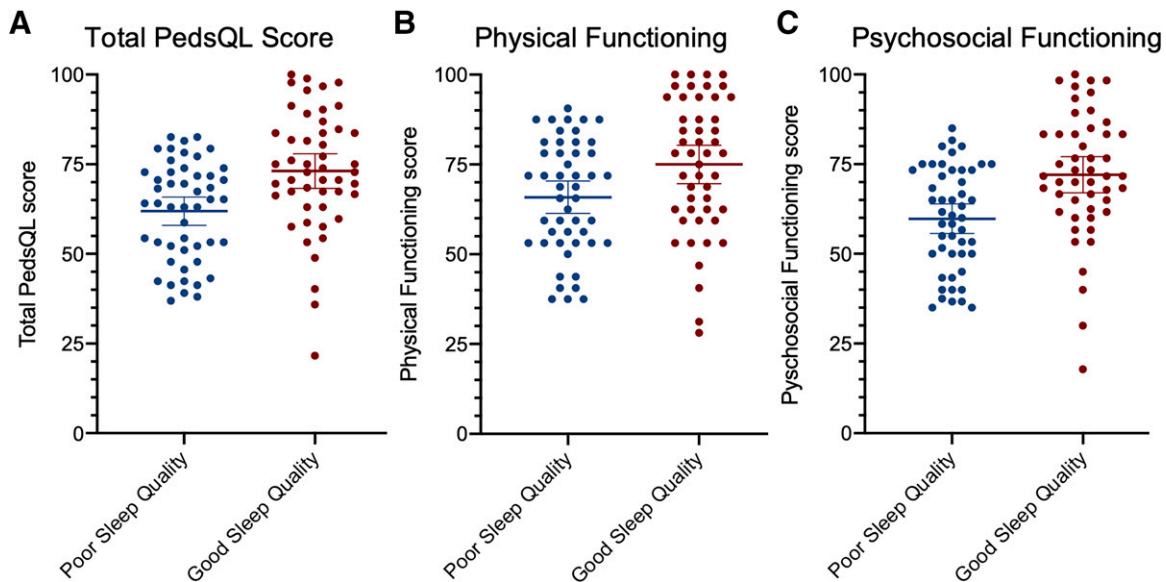 A
Total PedsQL Score
Total PedsQL score
100
75
50
25
0
Poor Sleep Quality
Good Sleep Quality
B
Physical Functioning
Physical Functioning score
100
75
50
25
0
Poor Sleep Quality
Good Sleep Quality
C
Psychosocial Functioning
Pyschosocial Functioning score
100
75
50
25
0
Poor Sleep Quality
Good Sleep Quality